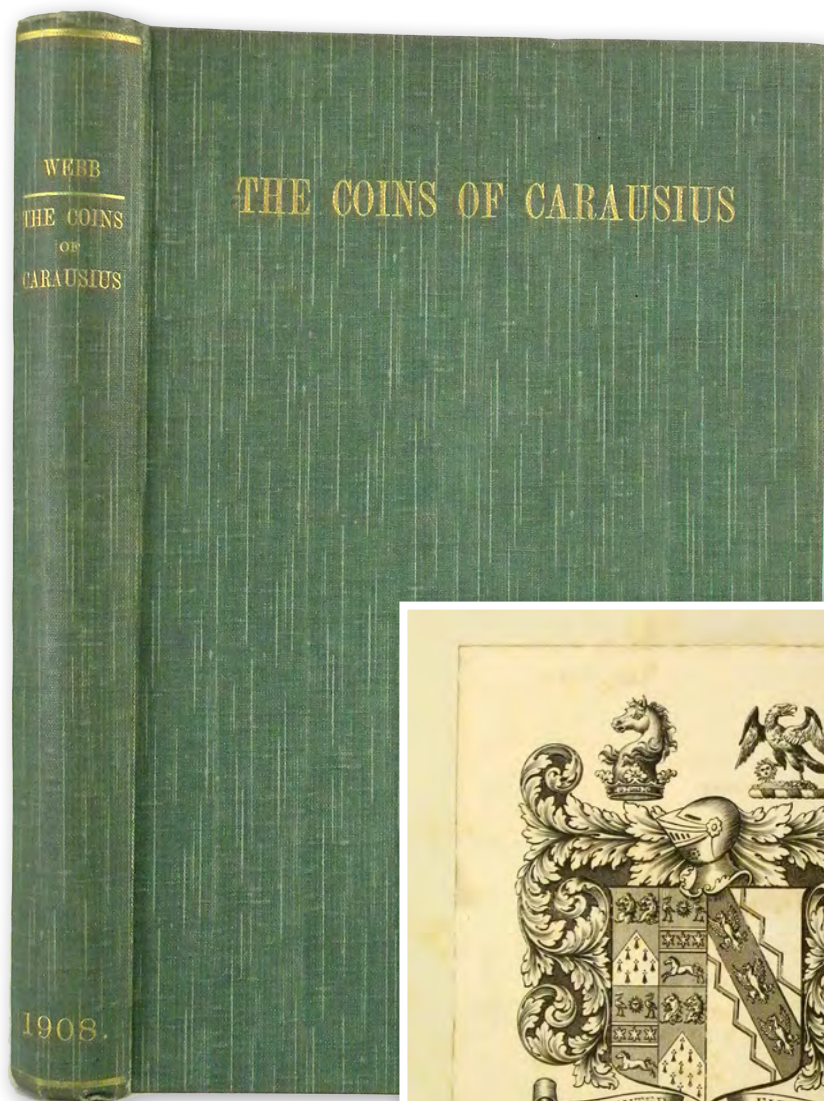 WEBB
THE COINS
OF
CARAUSIUS
1908.
THE COINS OF CARAUSIUS